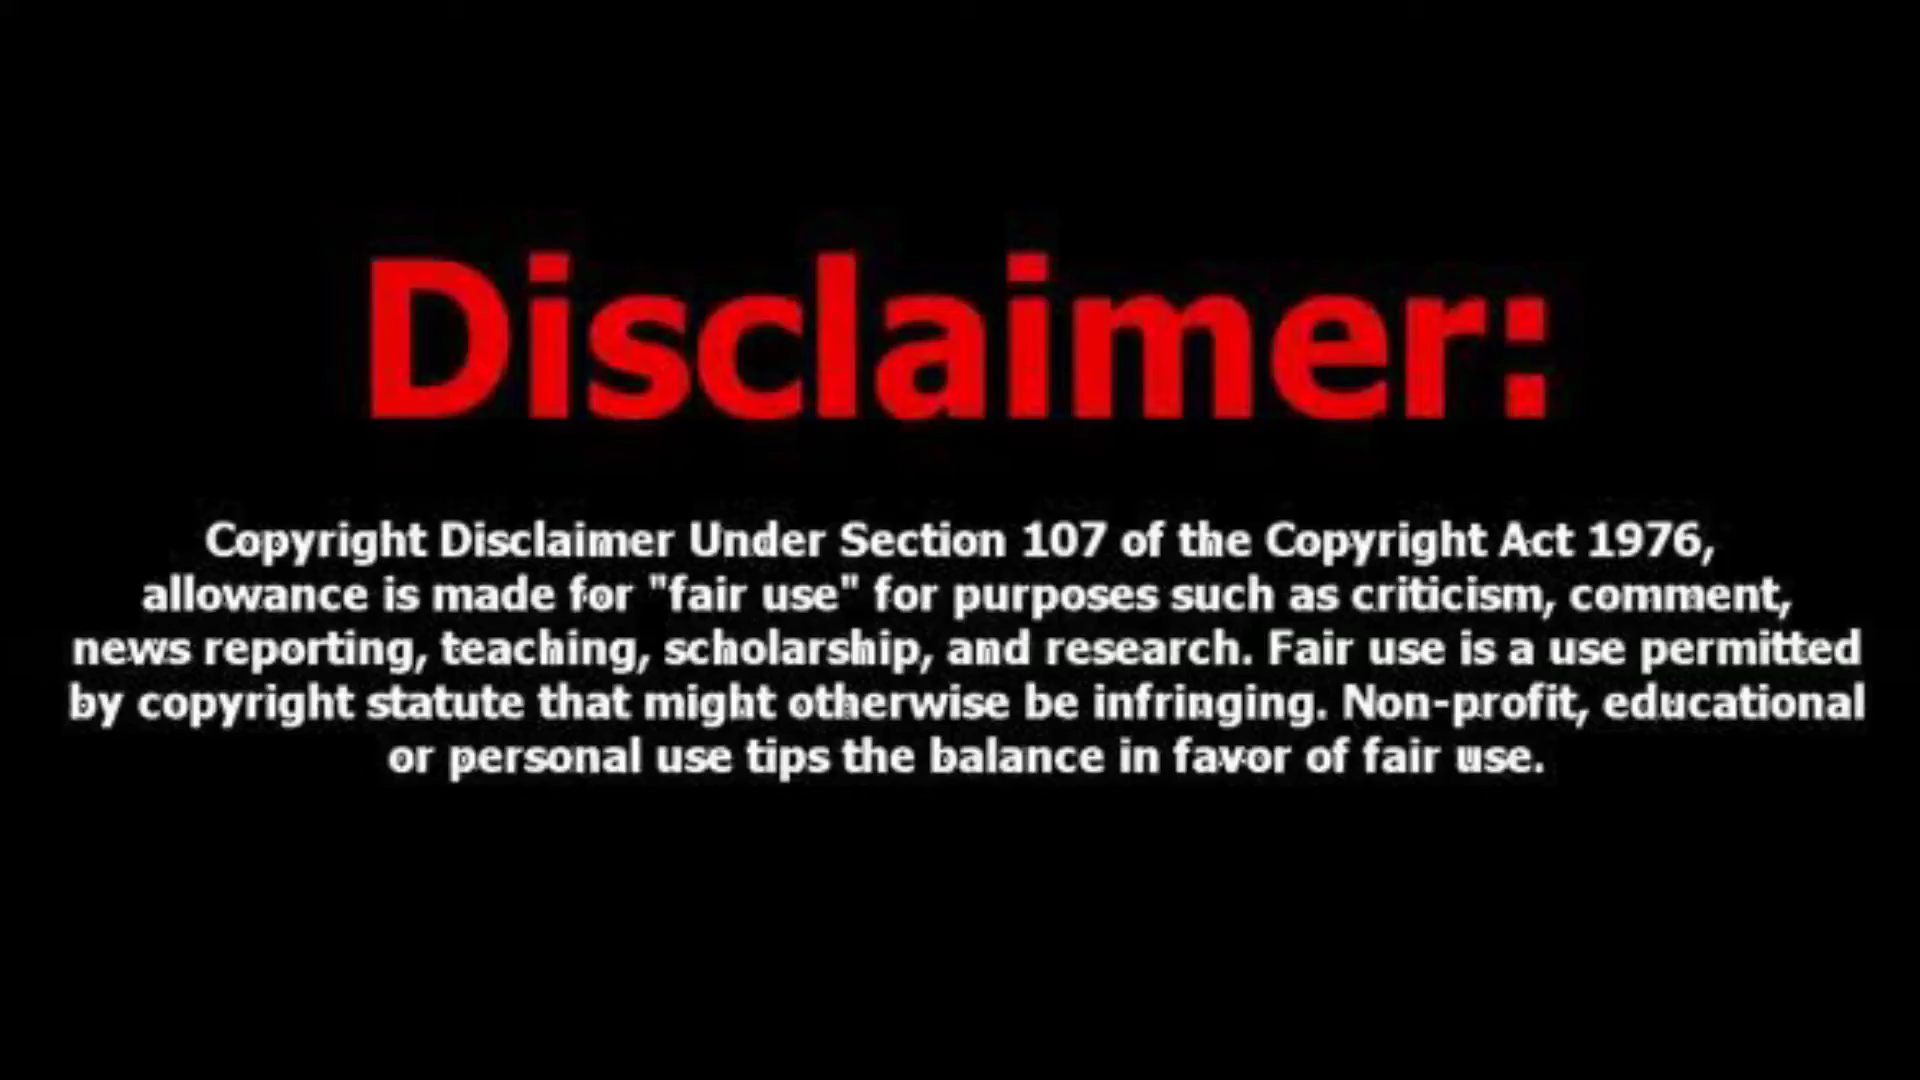 Disclaimer:
Copyright Disclaimer Under Section 107 of the Copyright Act 1976,
allowance is made for "fair use" for purposes such as criticism, comment,
news reporting, teaching, scholarship, and research. Fair use is a use permitted
by copyright statute that might otherwise be infringing. Non-profit, educational
or personal use tips the balance in favor of fair use.